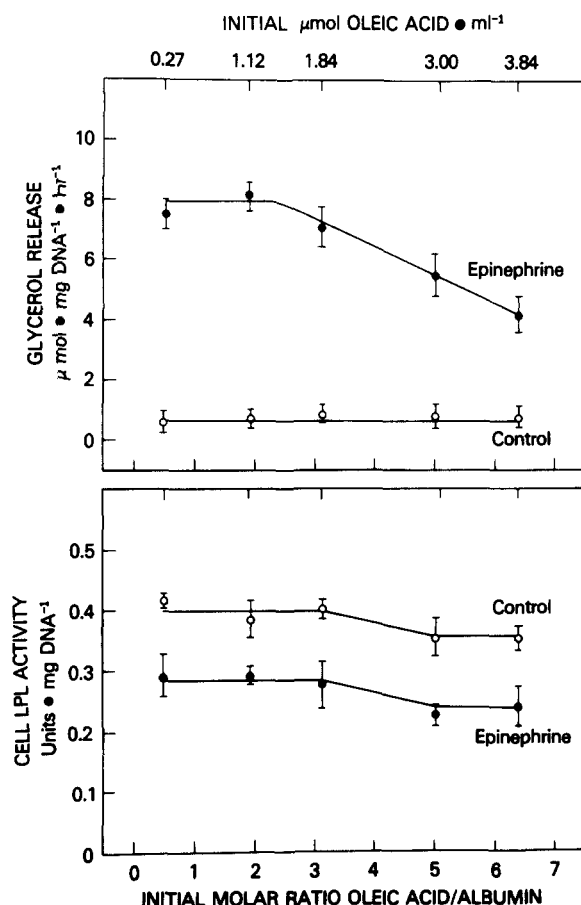 INITIAL μmol OLEIC ACID ● ml⁻¹
0.27 1.12 1.84 3.00 3.84
GLYCEROL RELEASE
μ mol ● mg DNA⁻¹ ● hr⁻¹
10
8
6
4
2
0
Epinephrine
Control
CELL LPL ACTIVITY
Units ● mg DNA⁻¹
0.5
0.4
0.3
0.2
0.1
0
Control
Epinephrine
0 1 2 3 4 5 6 7
INITIAL MOLAR RATIO OLEIC ACID/ALBUMIN